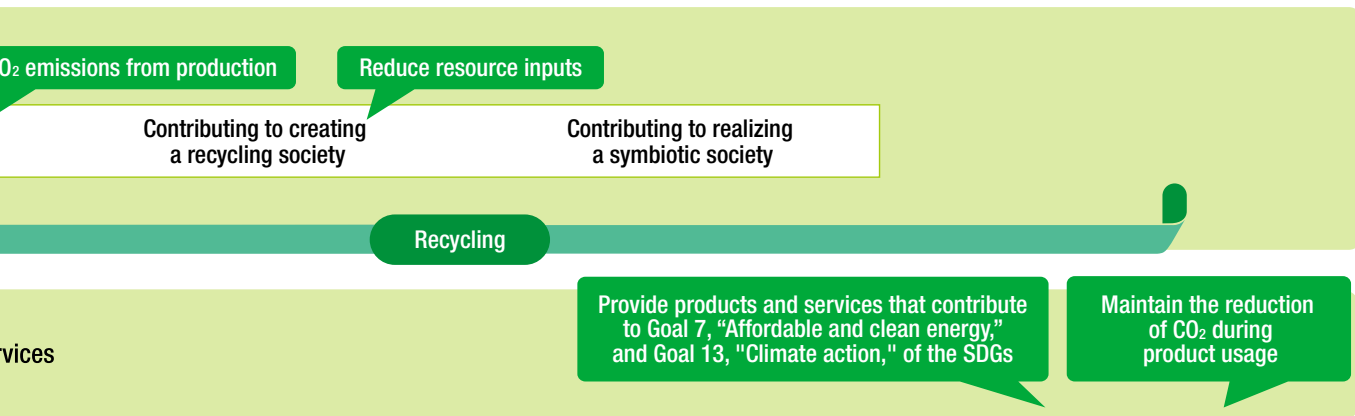 O₂ emissions from production
Reduce resource inputs
Contributing to creating
a recycling society
Contributing to realizing
a symbiotic society
Recycling
Provide products and services that contribute
to Goal 7, “Affordable and clean energy,”
and Goal 13, "Climate action," of the SDGs
Maintain the reduction
of CO₂ during
product usage
rvices